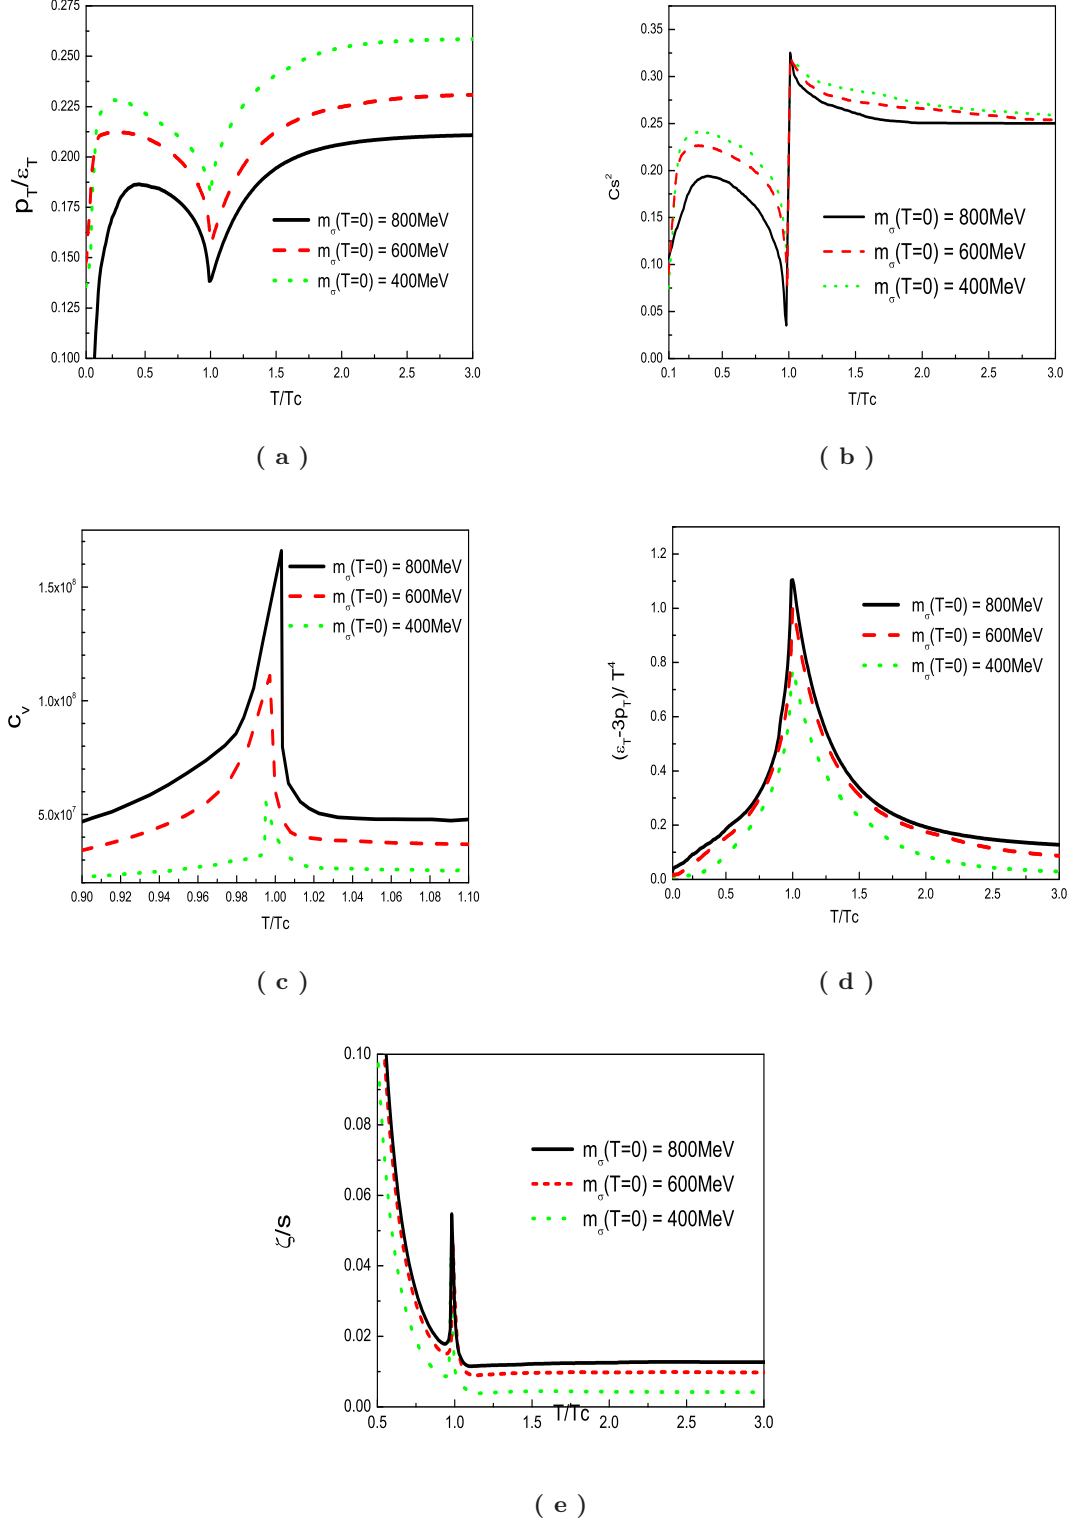 0.275
0.250
0.225
0.200
0.175
0.150
0.125
0.100
p_T/ε_T
m_σ(T=0) = 800MeV
m_σ(T=0) = 600MeV
m_σ(T=0) = 400MeV
0.0 0.5 1.0 1.5 2.0 2.5 3.0
T/Tc
( a )
0.35
0.30
0.25
0.20
0.15
0.10
0.05
0.00
Cs²
m_σ(T=0) = 800MeV
m_σ(T=0) = 600MeV
m_σ(T=0) = 400MeV
0.1 0.5 1.0 1.5 2.0 2.5 3.0
T/Tc
( b )
1.5x10⁸
1.0x10⁸
5.0x10⁷
C_v
m_σ(T=0) = 800MeV
m_σ(T=0) = 600MeV
m_σ(T=0) = 400MeV
0.90 0.92 0.94 0.96 0.98 1.00 1.02 1.04 1.06 1.08 1.10
T/Tc
( c )
1.2
1.0
0.8
0.6
0.4
0.2
0.0
(ε_T-3p_T)/ T⁴
m_σ(T=0) = 800MeV
m_σ(T=0) = 600MeV
m_σ(T=0) = 400MeV
0.0 0.5 1.0 1.5 2.0 2.5 3.0
T/Tc
( d )
0.10
0.08
0.06
0.04
0.02
0.00
ζ/s
m_σ(T=0) = 800MeV
m_σ(T=0) = 600MeV
m_σ(T=0) = 400MeV
0.5 1.0 1.5 2.0 2.5 3.0
T/Tc
( e )